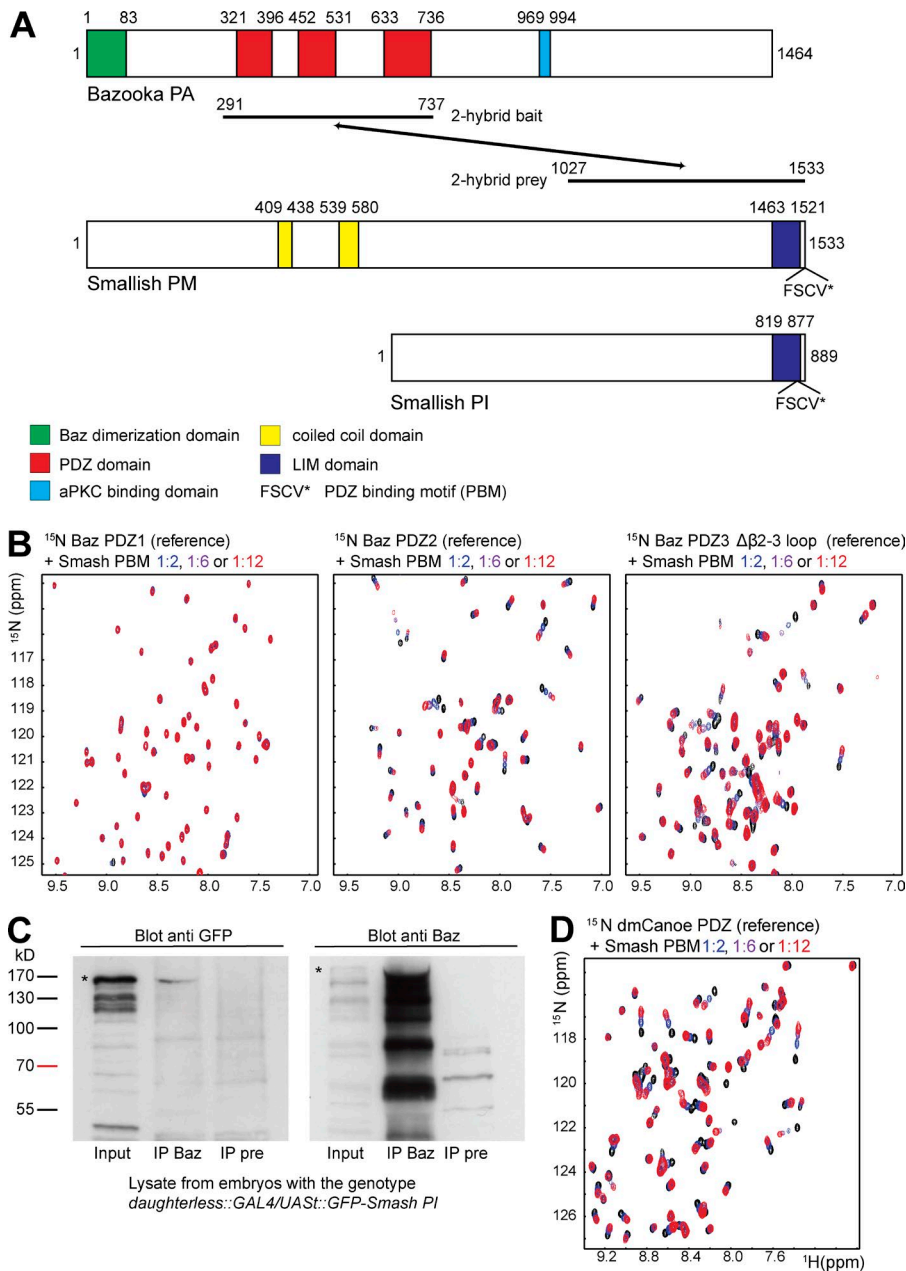 A
1 83 321 396 452 531 633 736 969 994
1 1464
Bazooka PA
291 737 2-hybrid bait
2-hybrid prey 1027 1533
409 438 539 580 1463 1521
1 1533
Smallish PM FSCV*
819 877
1 889
Smallish PI FSCV*
Baz dimerization domain coiled coil domain
PDZ domain LIM domain
aPKC binding domain FSCV* PDZ binding motif (PBM)
B
¹⁵N Baz PDZ1 (reference)
+ Smash PBM 1:2, 1:6 or 1:12
¹⁵N Baz PDZ2 (reference)
+ Smash PBM 1:2, 1:6 or 1:12
¹⁵N Baz PDZ3 Δβ2-3 loop (reference)
+ Smash PBM 1:2, 1:6 or 1:12
¹⁵N (ppm)
117
118
119
120
121
122
123
124
125
9.5 9.0 8.5 8.0 7.5 7.0
9.5 9.0 8.5 8.0 7.5 7.0
9.5 9.0 8.5 8.0 7.5 7.0
C
Blot anti GFP Blot anti Baz
kD
170
130
100
70
55
*
*
Input IP Baz IP pre Input IP Baz IP pre
Lysate from embryos with the genotype
daughterless::GAL4/UASt::GFP-Smash PI
D
¹⁵N dmCanoe PDZ (reference)
+ Smash PBM 1:2, 1:6 or 1:12
¹⁵N (ppm)
118
120
122
124
126
9.2 8.8 8.4 8.0 7.6 ¹H(ppm)